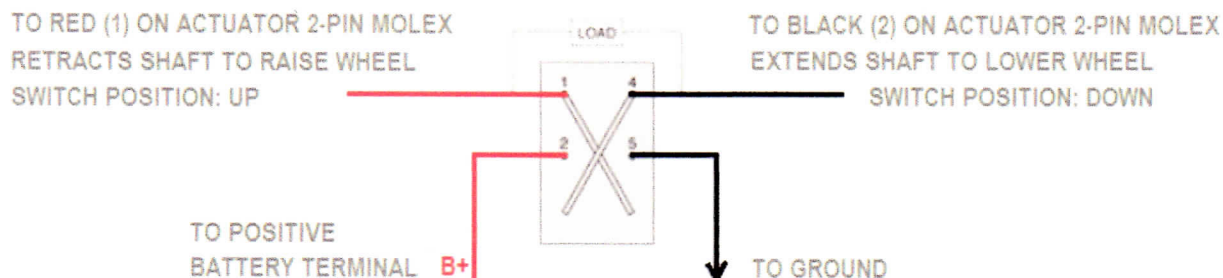 TO RED (1) ON ACTUATOR 2-PIN MOLEX
RETRACTS SHAFT TO RAISE WHEEL
SWITCH POSITION: UP
LOAD
TO BLACK (2) ON ACTUATOR 2-PIN MOLEX
EXTENDS SHAFT TO LOWER WHEEL
SWITCH POSITION: DOWN
1 4
2 5
TO POSITIVE
BATTERY TERMINAL B+
TO GROUND